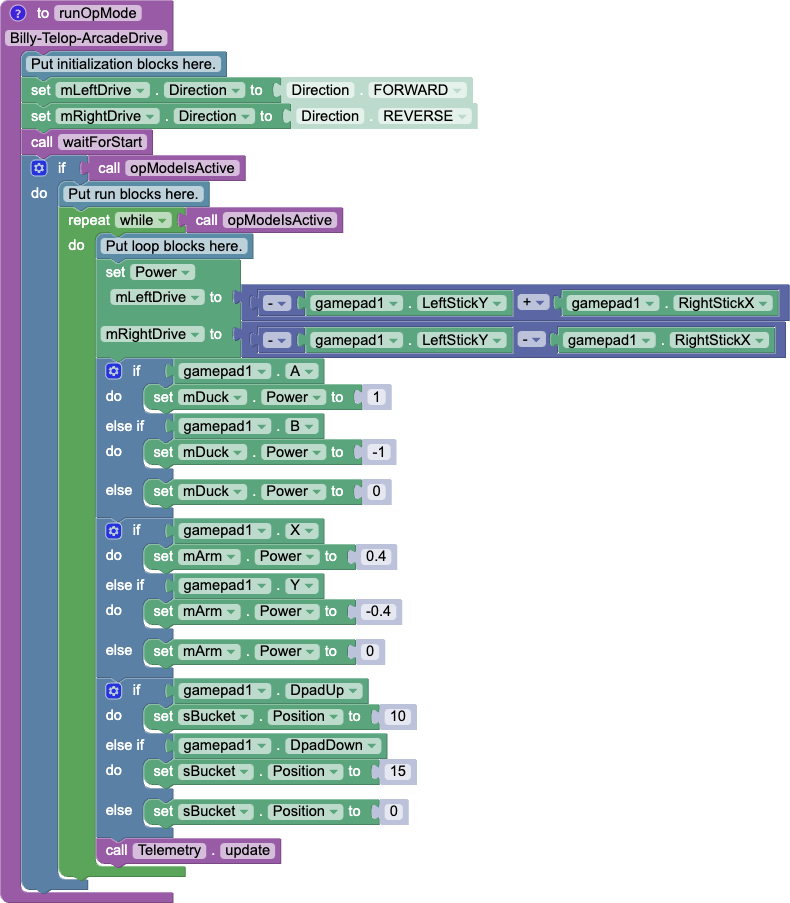 ? to runOpMode
Billy-Telop-ArcadeDrive
Put initialization blocks here.
set mLeftDrive . Direction to Direction . FORWARD
set mRightDrive . Direction to Direction . REVERSE
call waitForStart
if call opModeIsActive
do Put run blocks here.
repeat while call opModeIsActive
do Put loop blocks here.
set Power
mLeftDrive to - gamepad1 . LeftStickY + gamepad1 . RightStickX
mRightDrive to - gamepad1 . LeftStickY - gamepad1 . RightStickX
if gamepad1 . A
do set mDuck . Power to 1
else if gamepad1 . B
do set mDuck . Power to -1
else set mDuck . Power to 0
if gamepad1 . X
do set mArm . Power to 0.4
else if gamepad1 . Y
do set mArm . Power to -0.4
else set mArm . Power to 0
if gamepad1 . DpadUp
do set sBucket . Position to 10
else if gamepad1 . DpadDown
do set sBucket . Position to 15
else set sBucket . Position to 0
call Telemetry . update